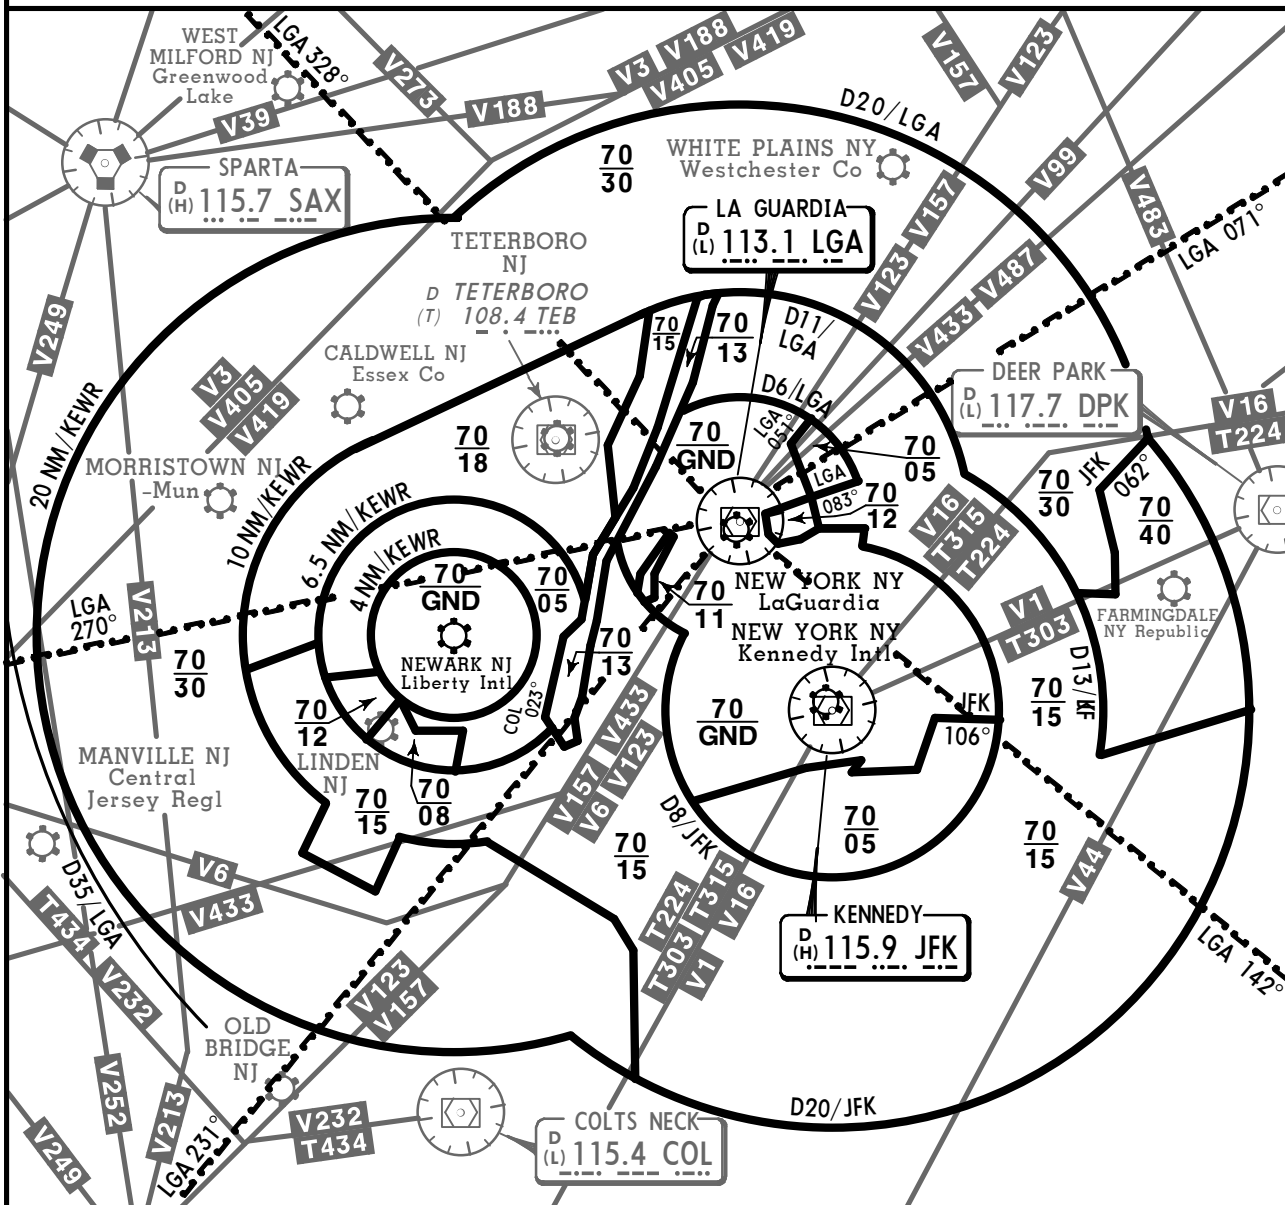 WEST
MILFORD NJ
Greenwood
Lake
LGA 328°
V273
V3 V188
V405 V419
V157
V123
V39
V188
D20/LGA
SPARTA
D
(H) 115.7 SAX
70
30
WHITE PLAINS NY
Westchester Co
V99
V483
LA GUARDIA
D
(L) 113.1 LGA
V123-V157
LGA 071°
TETERBORO
NJ
D TETERBORO
(T) 108.4 TEB
V433-V487
V249
70
15
70
13
D11/
LGA
CALDWELL NJ
Essex Co
V3
V405
V419
D6/LGA
DEER PARK
D
(L) 117.7 DPK
V16
T224
20 NM/KEWR
70
18
70
GND
LGA
051°
70
05
MORRISTOWN NJ
-Mun
10 NM/KEWR
6.5 NM/KEWR
4 NM/KEWR
LGA
083°
70
12
V16
T315
T224
70
30
JFK
062°
70
40
70
GND
70
05
NEW YORK NY
LaGuardia
70
11
LGA
270°
V213
V1
T303
FARMINGDALE
NY Republic
NEW YORK NY
Kennedy Intl
70
13
NEWARK NJ
Liberty Intl
COL
023°
70
30
D13/JFK
70
12
70
GND
JFK
106°
70
15
LINDEN
NJ
MANVILLE NJ
Central
Jersey Regl
V157 V433
V6 V123
70
15
70
08
D8/JFK
70
15
70
05
70
15
V44
D35/LGA
V6
V433
T434
V232
T224 T315
T303 V16
V1
KENNEDY
D
(H) 115.9 JFK
LGA 142°
V123
V157
OLD
BRIDGE
NJ
V252
V213
V249
LGA 231°
V232
T434
COLTS NECK
D
(L) 115.4 COL
D20/JFK